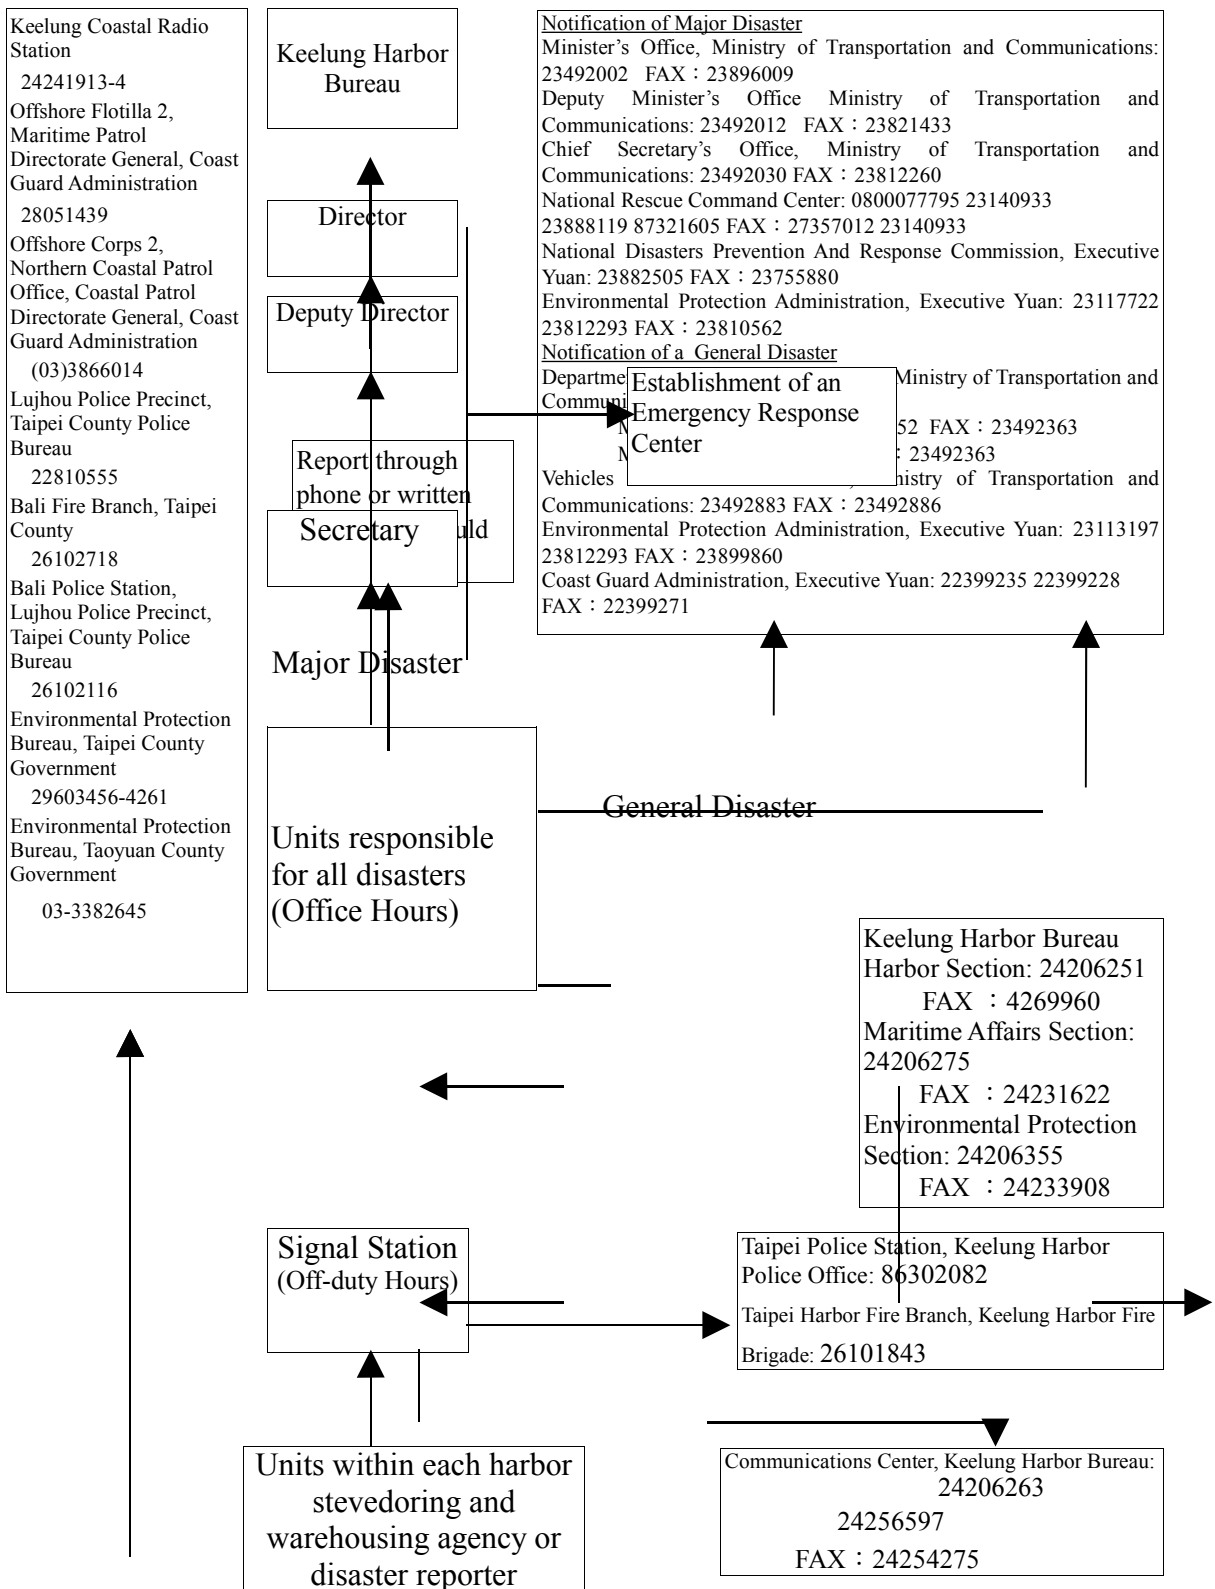 Keelung Coastal Radio
Station
24241913-4
Offshore Flotilla 2,
Maritime Patrol
Directorate General, Coast
Guard Administration
28051439
Offshore Corps 2,
Northern Coastal Patrol
Office, Coastal Patrol
Directorate General, Coast
Guard Administration
(03)3866014
Lujhou Police Precinct,
Taipei County Police
Bureau
22810555
Bali Fire Branch, Taipei
County
26102718
Bali Police Station,
Lujhou Police Precinct,
Taipei County Police
Bureau
26102116
Environmental Protection
Bureau, Taipei County
Government
29603456-4261
Environmental Protection
Bureau, Taoyuan County
Government
03-3382645
Keelung Harbor
Bureau
Director
Deputy Director
Report through
phone or written
Secretary
Major Disaster
Units responsible
for all disasters
(Office Hours)
Signal Station
(Off-duty Hours)
Units within each harbor
stevedoring and
warehousing agency or
disaster reporter
Notification of Major Disaster
Minister’s Office, Ministry of Transportation and Communications:
23492002 FAX：23896009
Deputy Minister’s Office Ministry of Transportation and
Communications: 23492012 FAX：23821433
Chief Secretary’s Office, Ministry of Transportation and
Communications: 23492030 FAX：23812260
National Rescue Command Center: 0800077795 23140933
23888119 87321605 FAX：27357012 23140933
National Disasters Prevention And Response Commission, Executive
Yuan: 23882505 FAX：23755880
Environmental Protection Administration, Executive Yuan: 23117722
23812293 FAX：23810562
Notification of a General Disaster
Ministry of Transportation and
FAX：23492363
：23492363
Vehicles of Transportation and
Communications: 23492883 FAX：23492886
Environmental Protection Administration, Executive Yuan: 23113197
23812293 FAX：23899860
Coast Guard Administration, Executive Yuan: 22399235 22399228
FAX：22399271
Establishment of an
Emergency Response
Center
General Disaster
Keelung Harbor Bureau
Harbor Section: 24206251
FAX ：4269960
Maritime Affairs Section:
24206275
FAX ：24231622
Environmental Protection
Section: 24206355
FAX ：24233908
Taipei Police Station, Keelung Harbor
Police Office: 86302082
Taipei Harbor Fire Branch, Keelung Harbor Fire
Brigade: 26101843
Communications Center, Keelung Harbor Bureau:
24206263
24256597
FAX：24254275